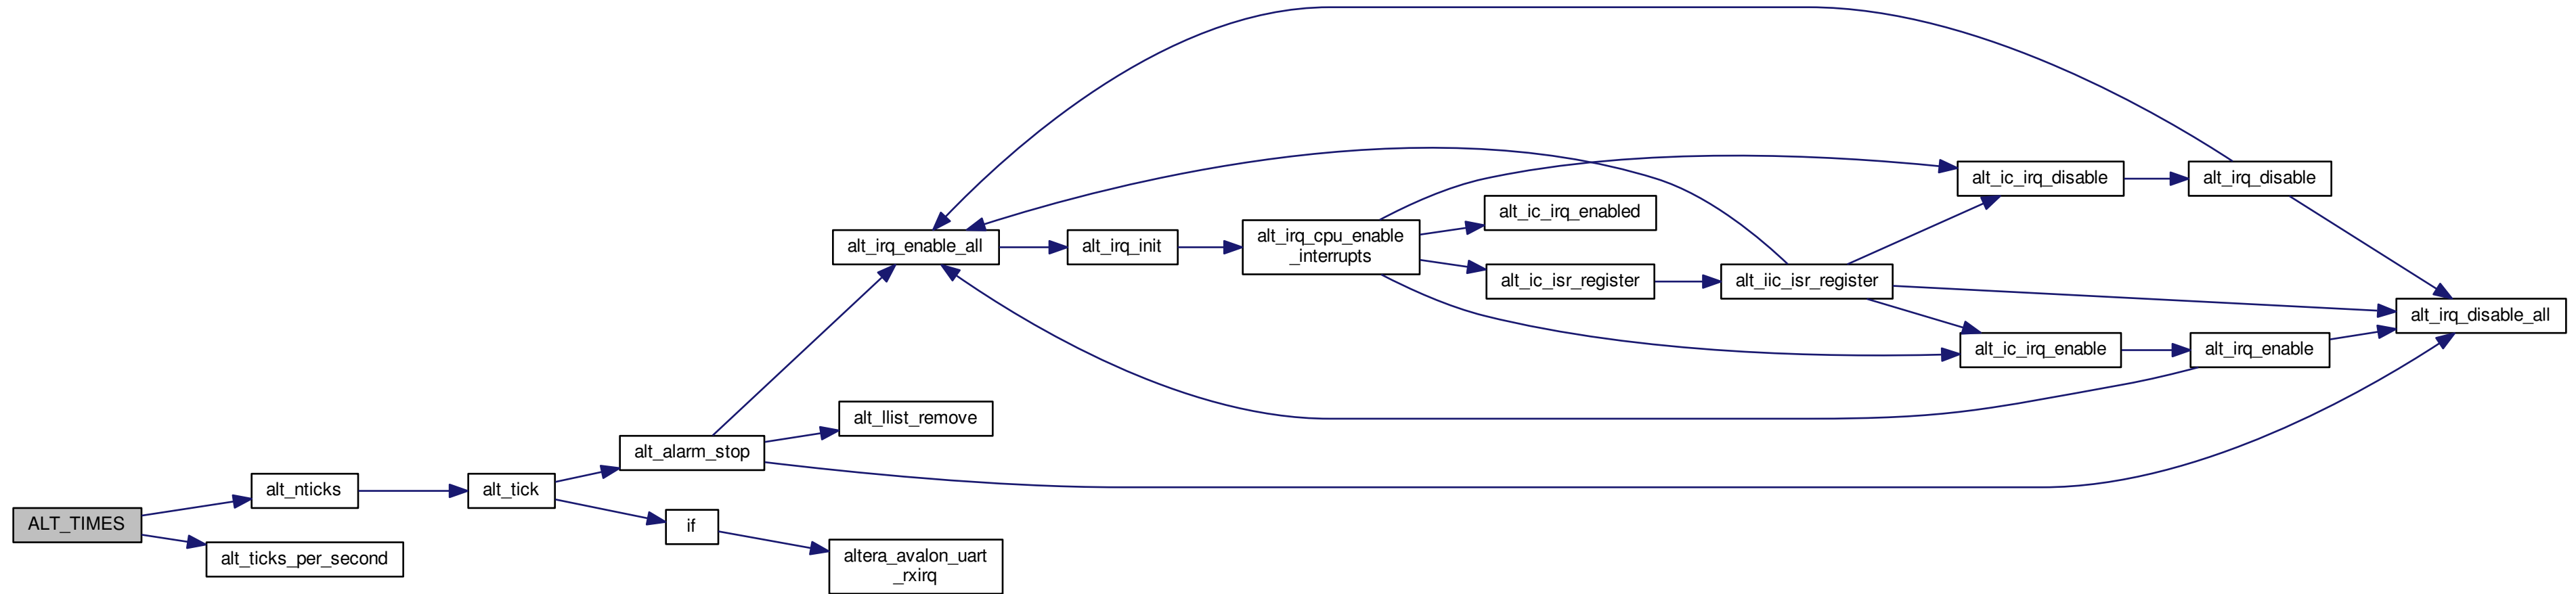 ALT_TIMES
alt_nticks
alt_ticks_per_second
alt_tick
alt_alarm_stop
if
alt_irq_enable_all
alt_llist_remove
altera_avalon_uart
_rxirq
alt_irq_init
alt_irq_cpu_enable
_interrupts
alt_ic_irq_enabled
alt_ic_isr_register
alt_iic_isr_register
alt_ic_irq_disable
alt_ic_irq_enable
alt_irq_disable
alt_irq_enable
alt_irq_disable_all